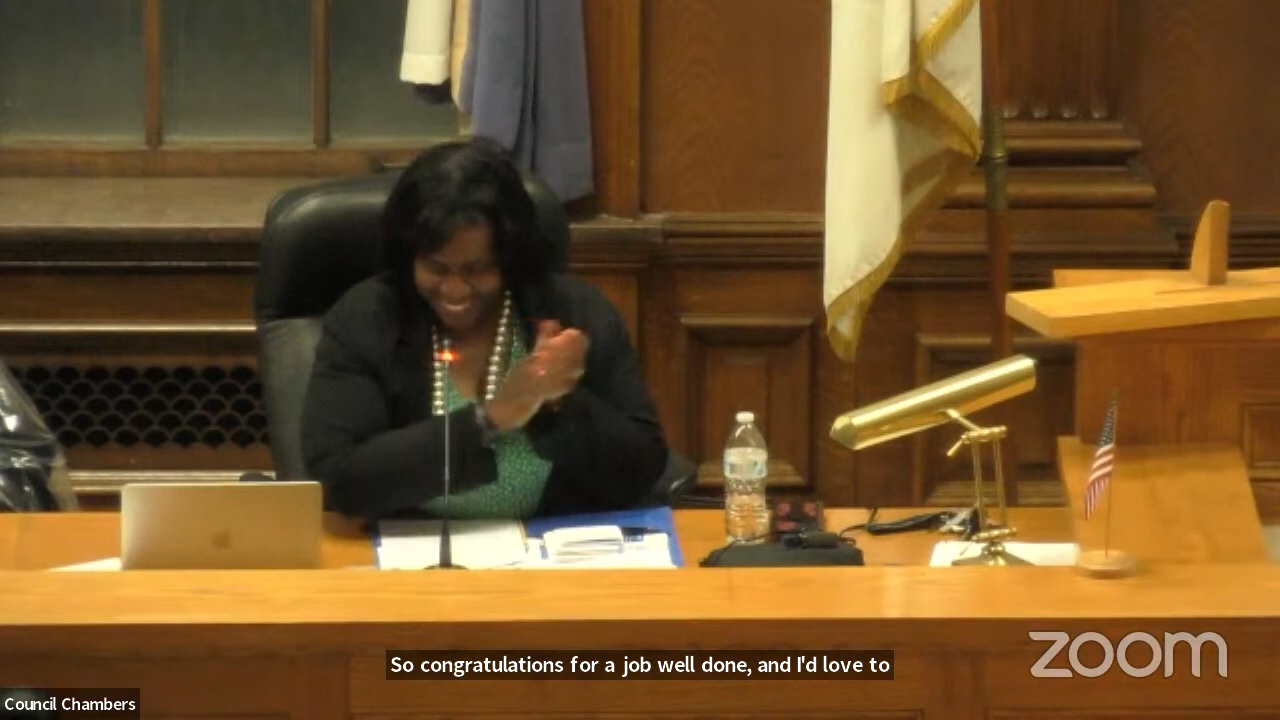 So congratulations for a job well done, and I'd love to
zoom
Council Chambers